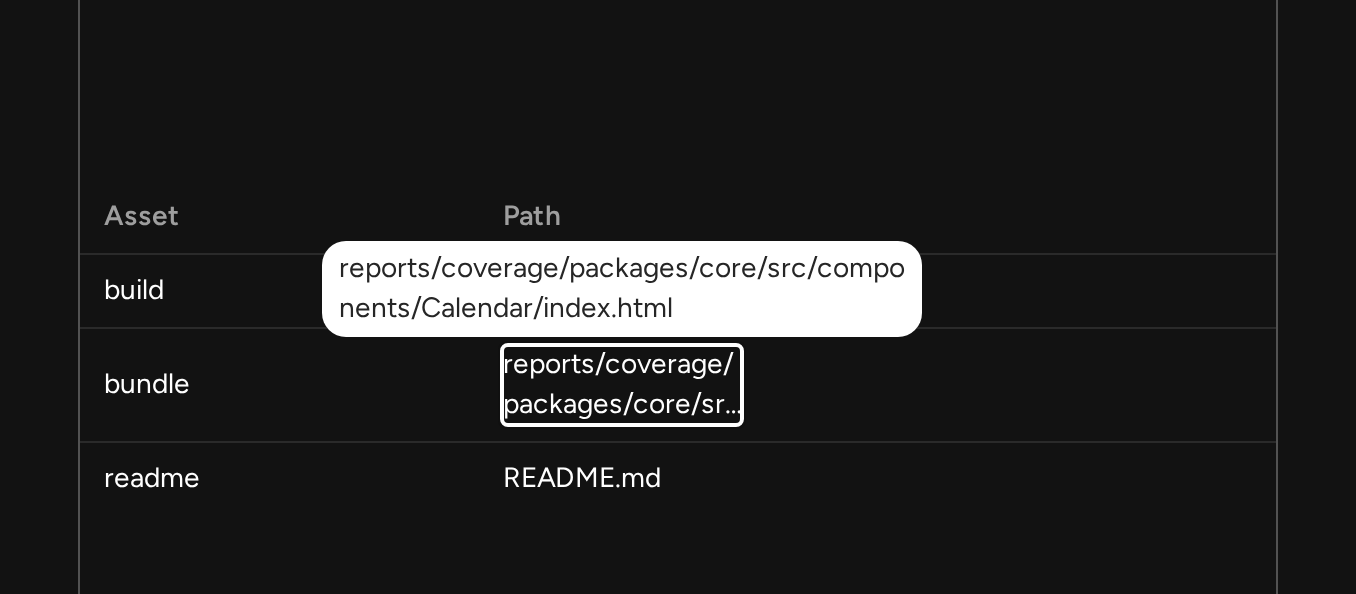 Asset Path
build
reports/coverage/packages/core/src/compo
nents/Calendar/index.html
bundle
reports/coverage/
packages/core/sr…
readme README.md